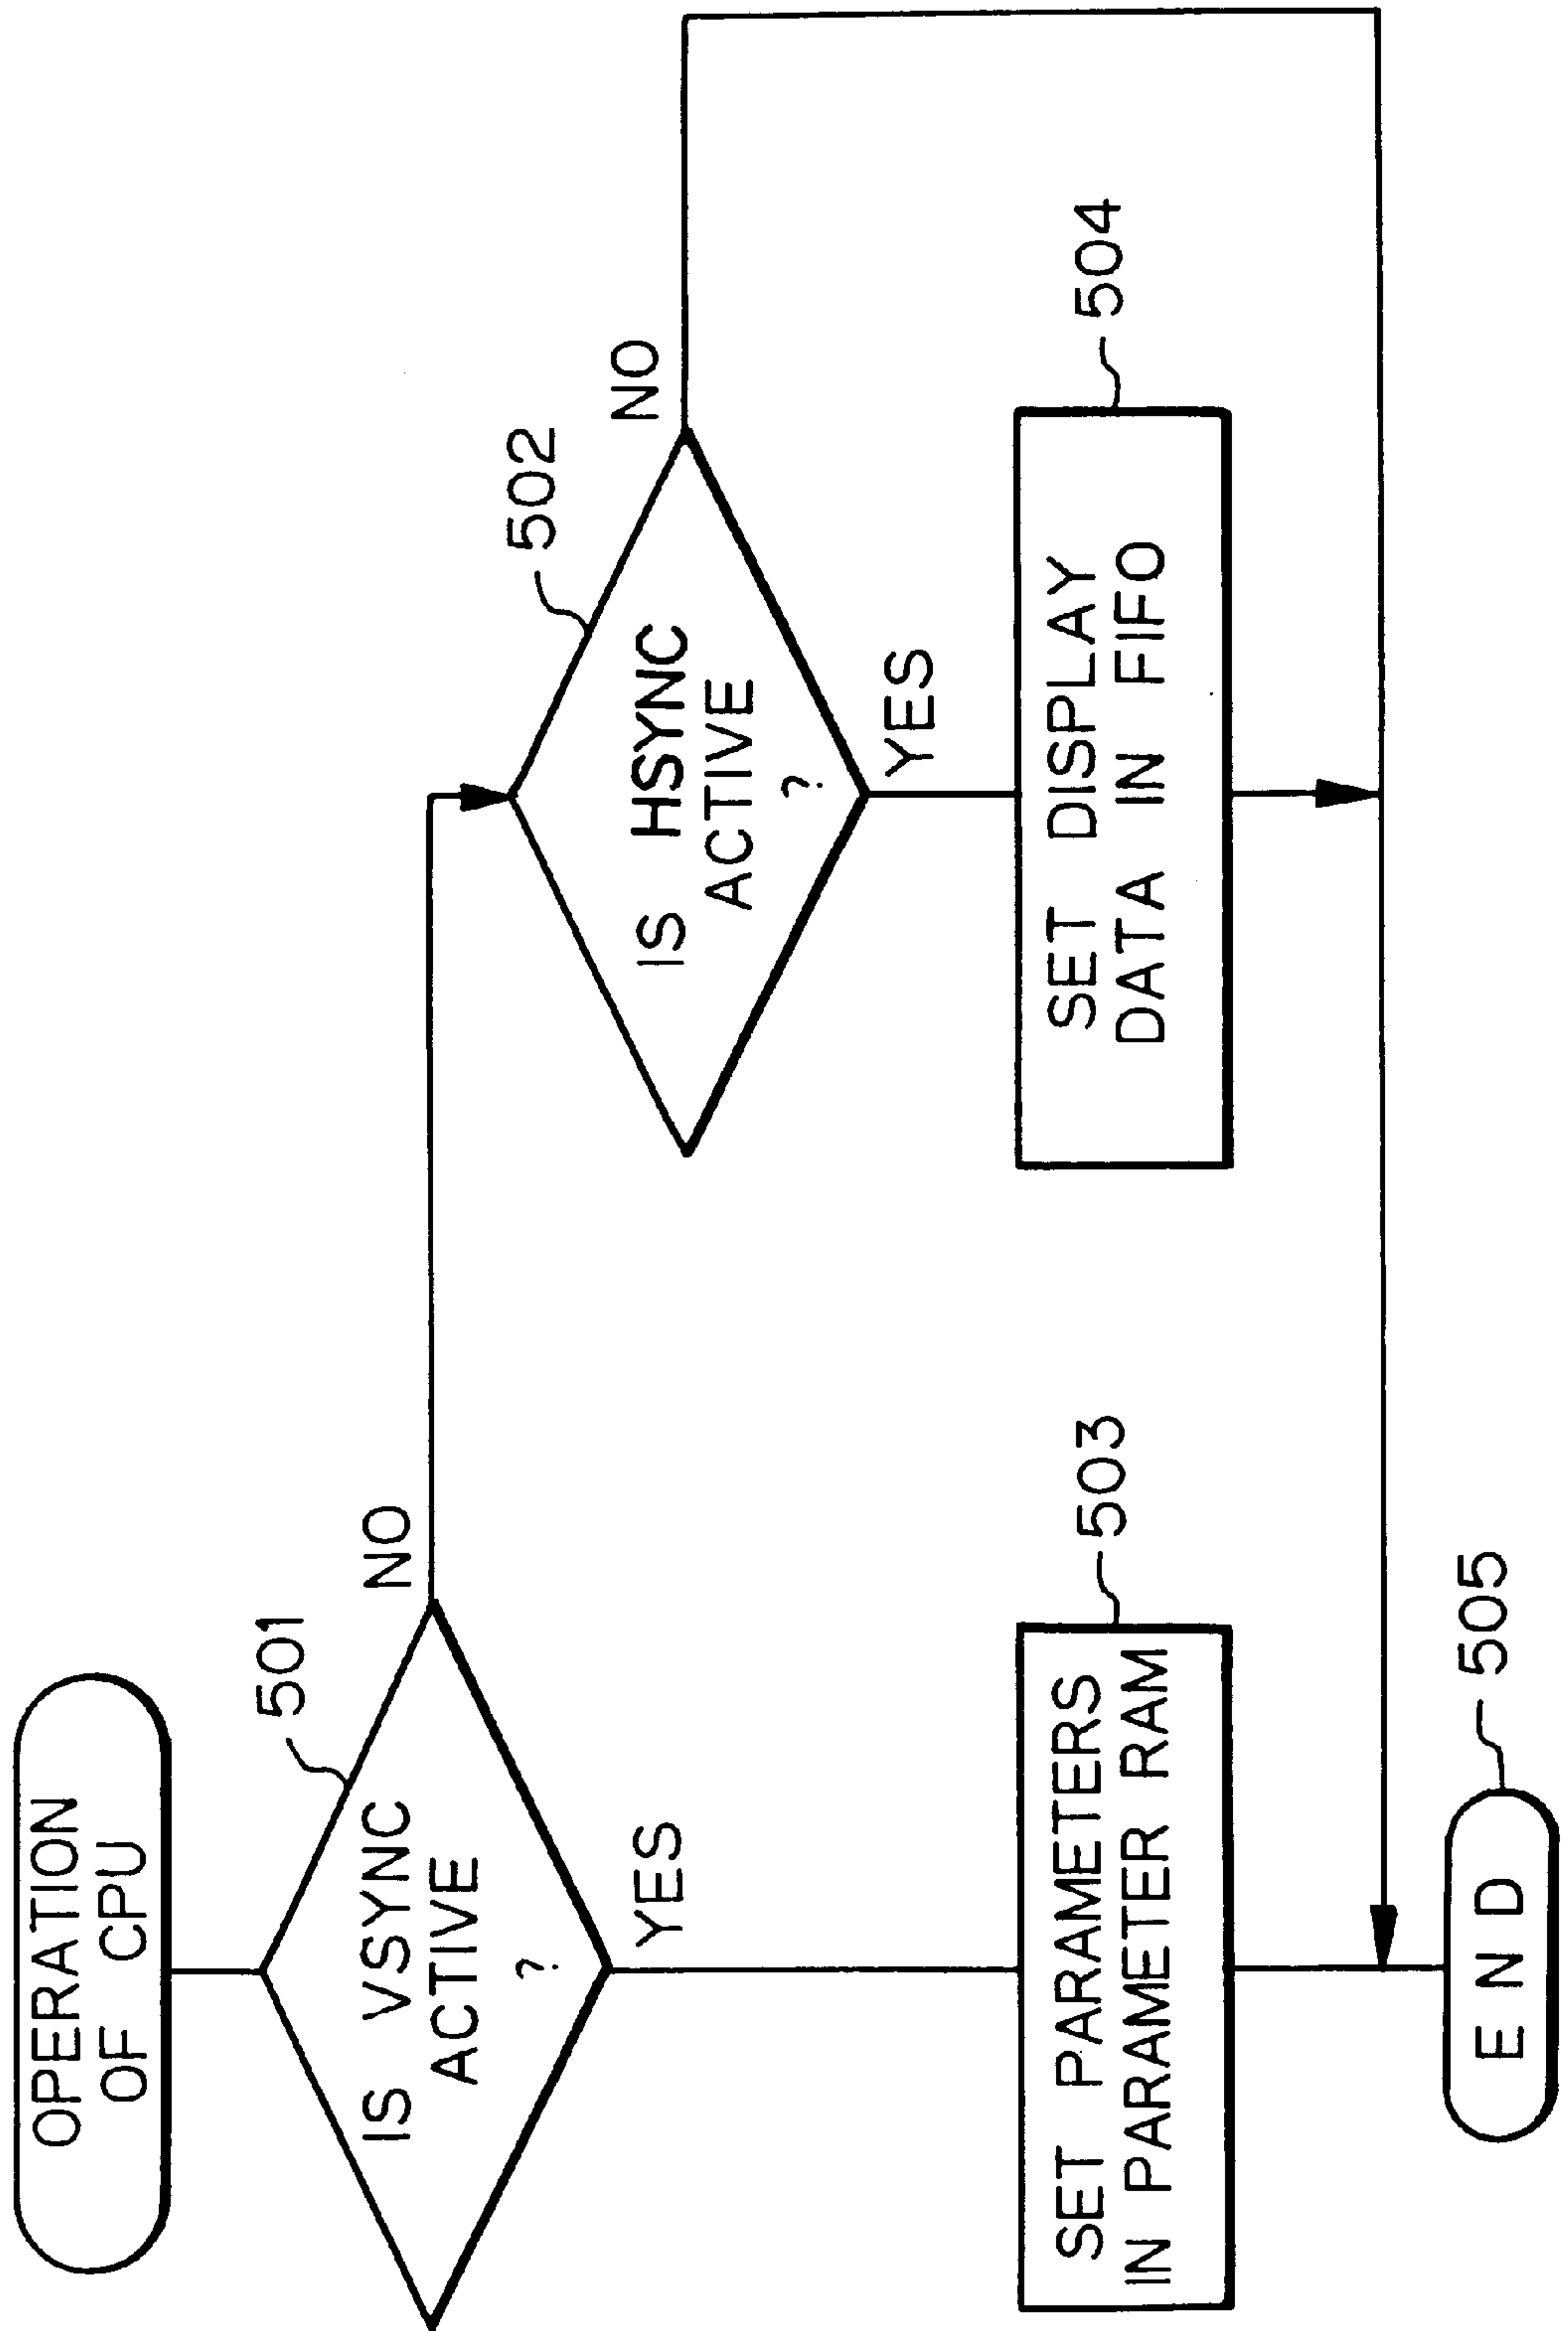 OPERATION
OF CPU
501
IS VSYNC
ACTIVE
?
NO
YES
502
IS HSYNC
ACTIVE
?
NO
YES
503
SET PARAMETERS
IN PARAMETER RAM
504
SET DISPLAY
DATA IN FIFO
505
END